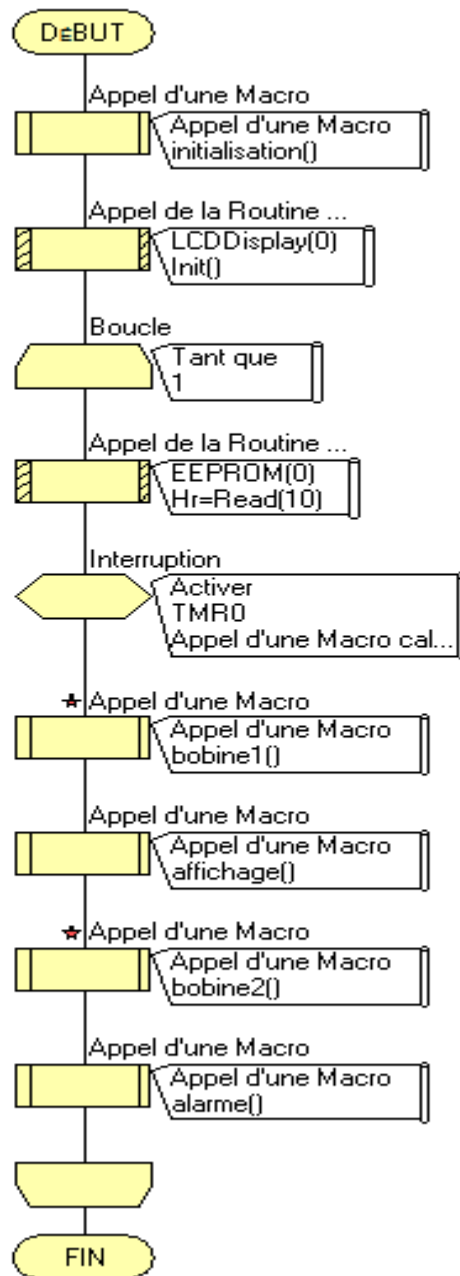 DéBUT
Appel d'une Macro
Appel d'une Macro
initialisation()
Appel de la Routine ...
LCDDisplay(0)
Init()
Boucle
Tant que
1
Appel de la Routine ...
EEPROM(0)
Hr=Read(10)
Interruption
Activer
TMR0
Appel d'une Macro cal...
Appel d'une Macro
Appel d'une Macro
bobine1()
Appel d'une Macro
Appel d'une Macro
affichage()
Appel d'une Macro
Appel d'une Macro
bobine2()
Appel d'une Macro
Appel d'une Macro
alarme()
FIN